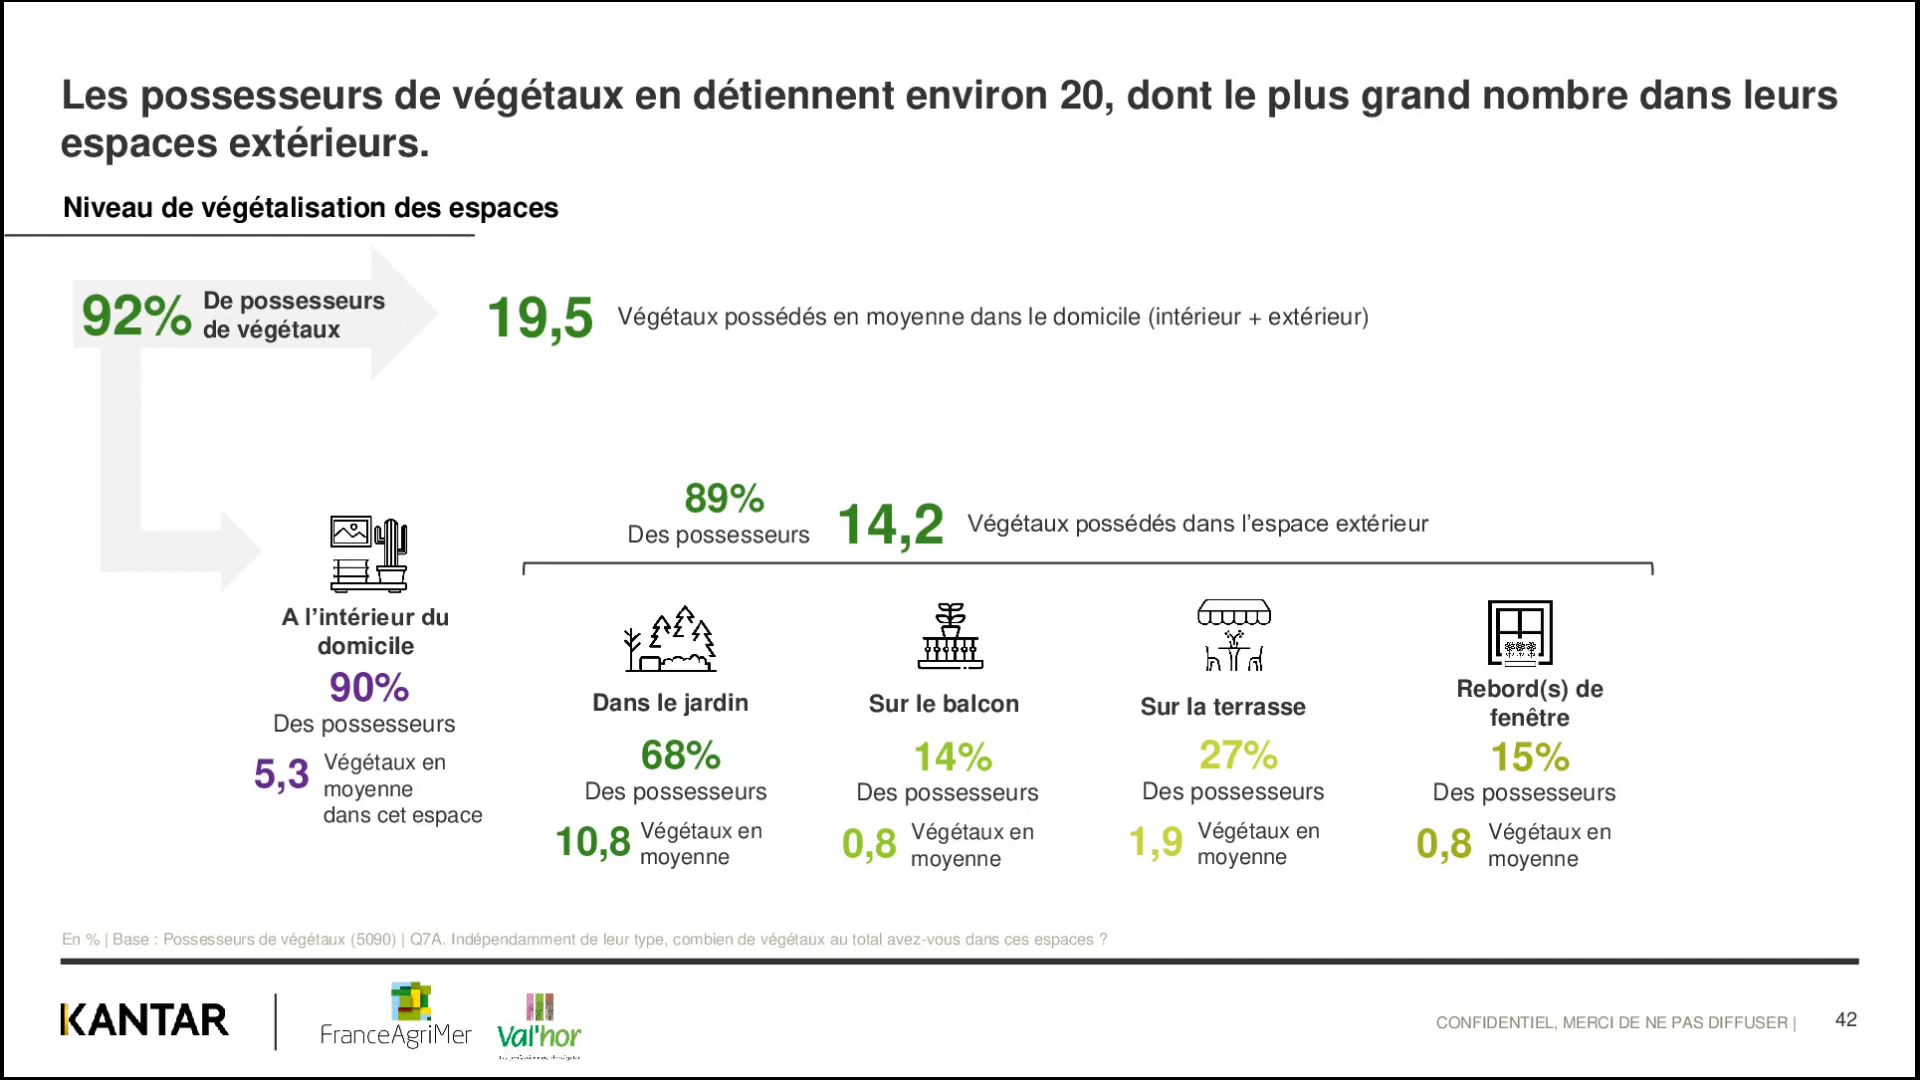 Les possesseurs de végétaux en détiennent environ 20, dont le plus grand nombre dans leurs
espaces extérieurs.
Niveau de végétalisation des espaces
92%
De possesseurs
de végétaux
19,5
Végétaux possédés en moyenne dans le domicile (intérieur + extérieur)
89%
Des possesseurs
14,2
Végétaux possédés dans l’espace extérieur
A l’intérieur du
domicile
90%
Des possesseurs
5,3
Végétaux en
moyenne
dans cet espace
Dans le jardin
68%
Des possesseurs
10,8
Végétaux en
moyenne
Sur le balcon
14%
Des possesseurs
0,8
Végétaux en
moyenne
Sur la terrasse
27%
Des possesseurs
1,9
Végétaux en
moyenne
Rebord(s) de
fenêtre
15%
Des possesseurs
0,8
Végétaux en
moyenne
En % | Base : Possesseurs de végétaux (5090) | Q7A. Indépendamment de leur type, combien de végétaux au total avez-vous dans ces espaces ?
KANTAR
FranceAgriMer
Val'hor
CONFIDENTIEL, MERCI DE NE PAS DIFFUSER |
42